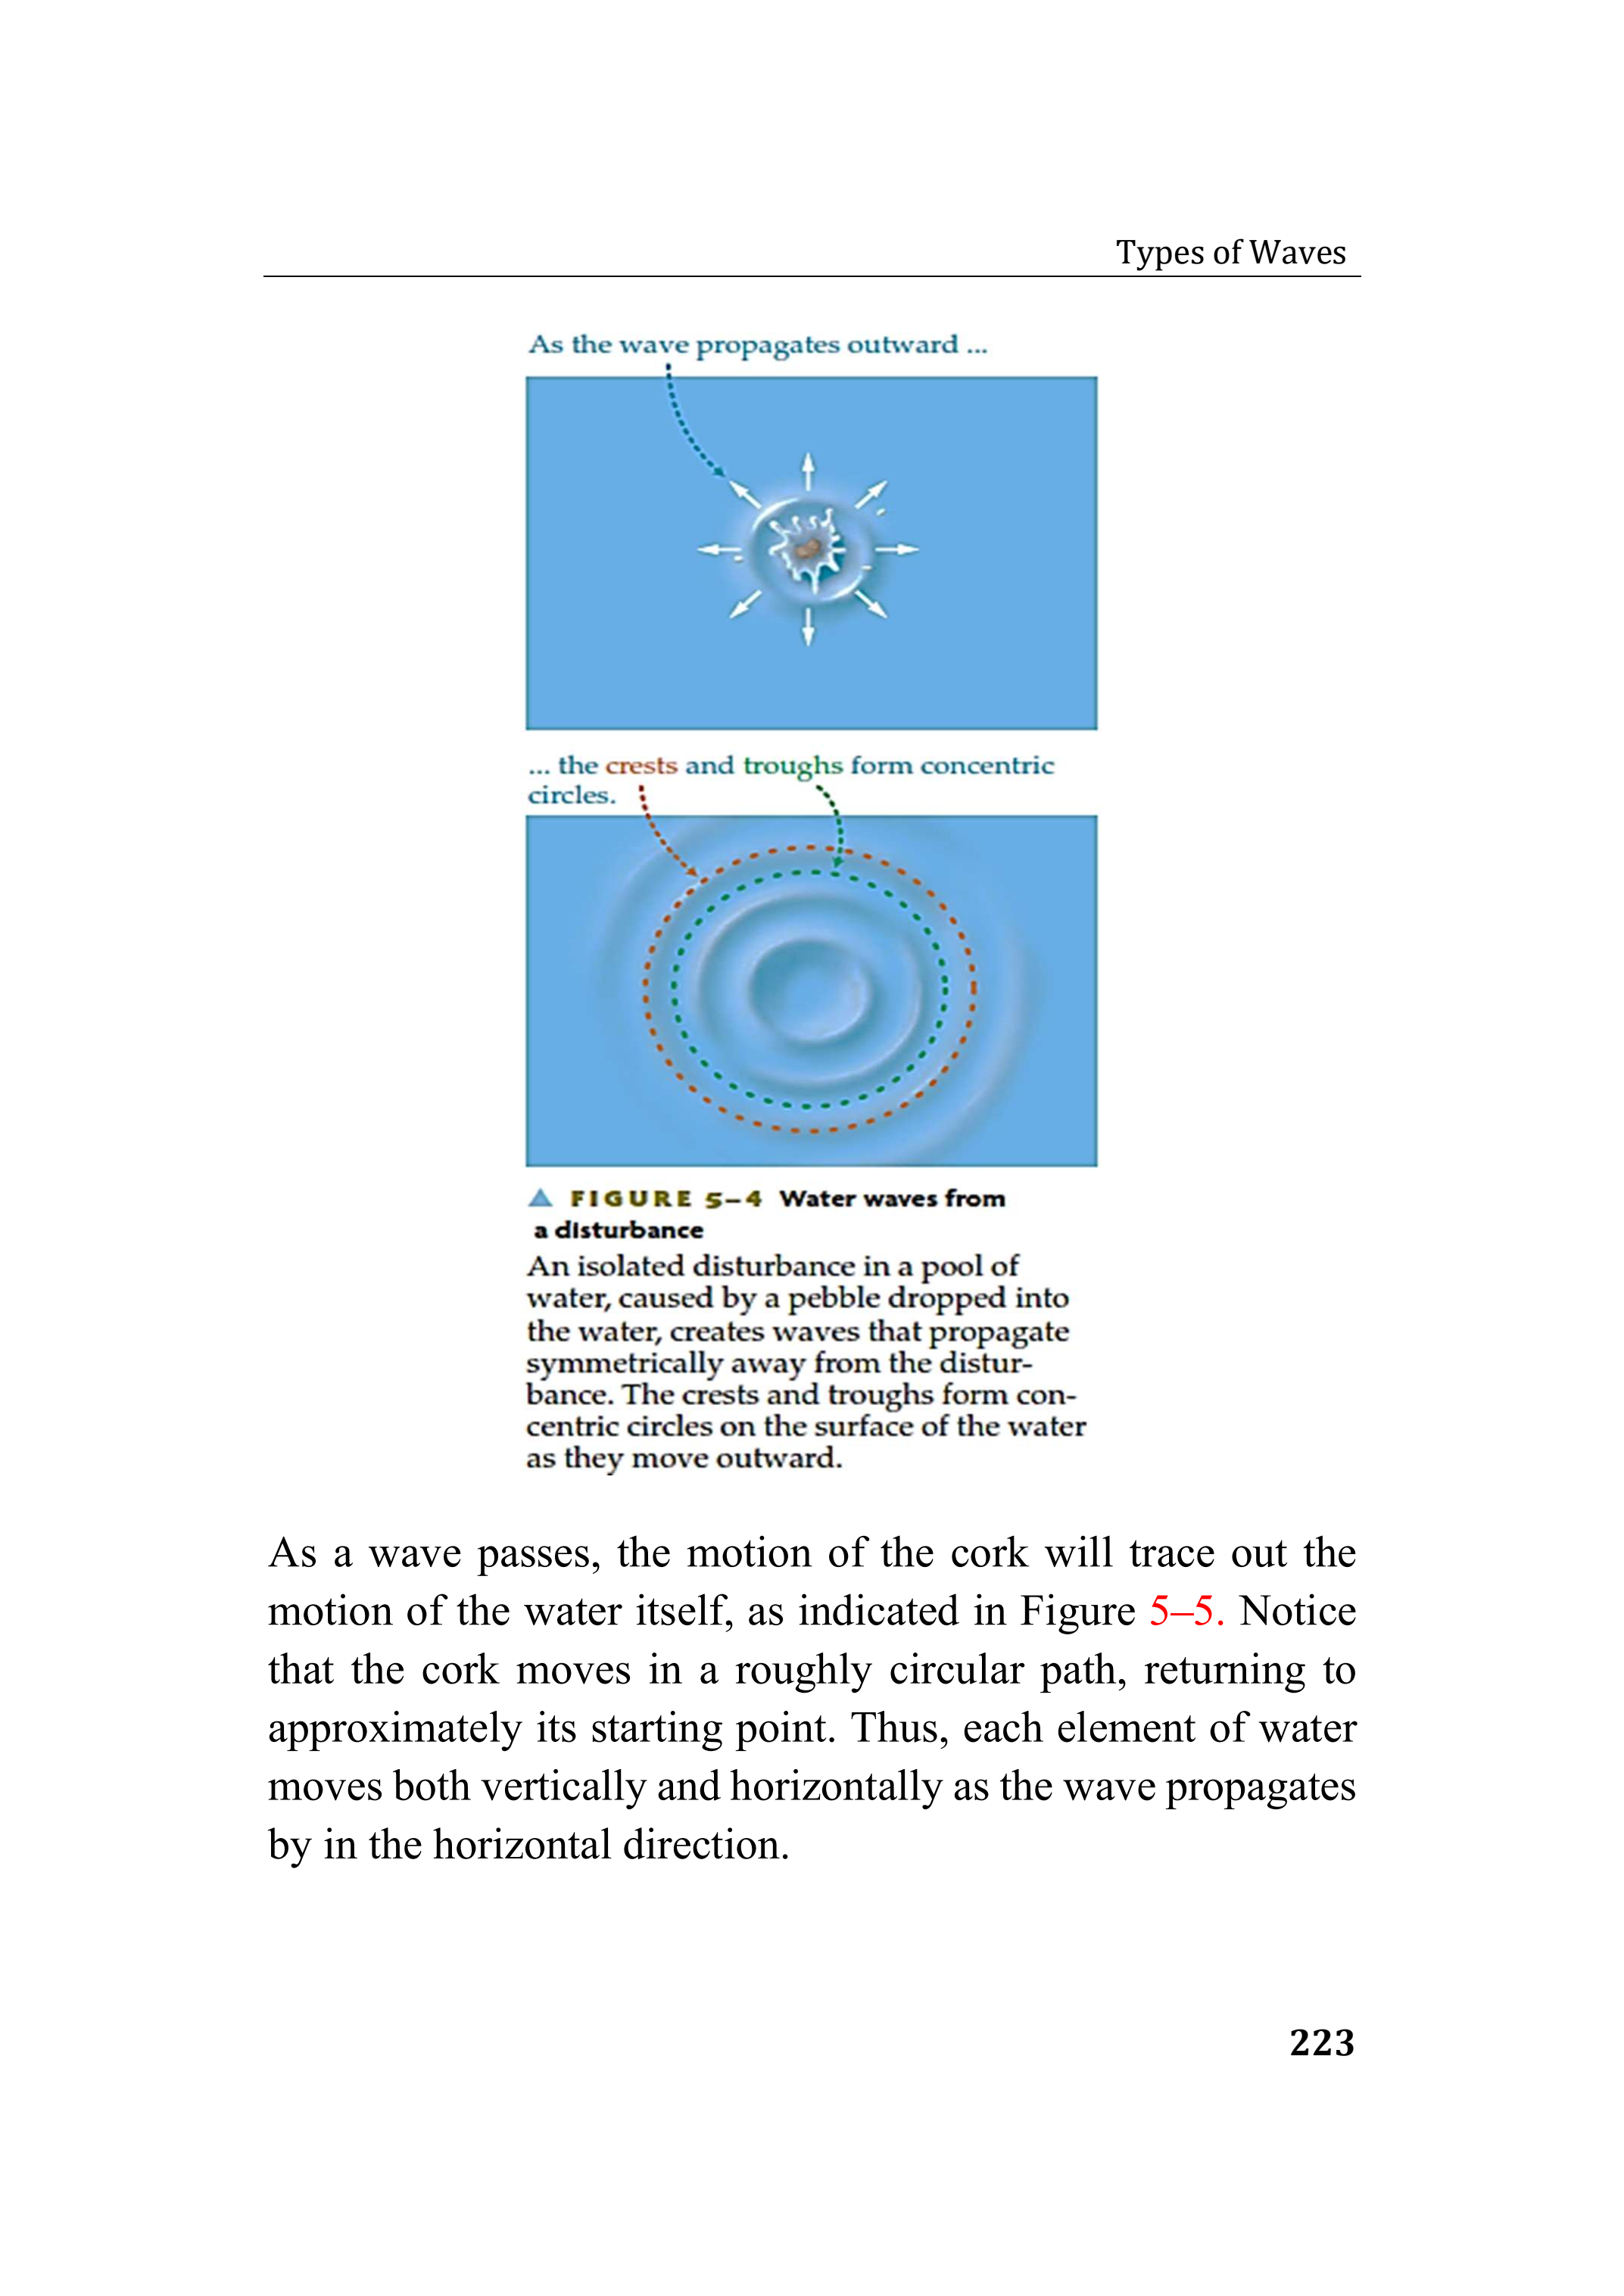 Types of Waves
As the wave propagates outward ...
... the crests and troughs form concentric
circles.
▲ FIGURE 5–4 Water waves from
a disturbance
An isolated disturbance in a pool of
water, caused by a pebble dropped into
the water, creates waves that propagate
symmetrically away from the distur-
bance. The crests and troughs form con-
centric circles on the surface of the water
as they move outward.
As a wave passes, the motion of the cork will trace out the
motion of the water itself, as indicated in Figure 5–5. Notice
that the cork moves in a roughly circular path, returning to
approximately its starting point. Thus, each element of water
moves both vertically and horizontally as the wave propagates
by in the horizontal direction.
223